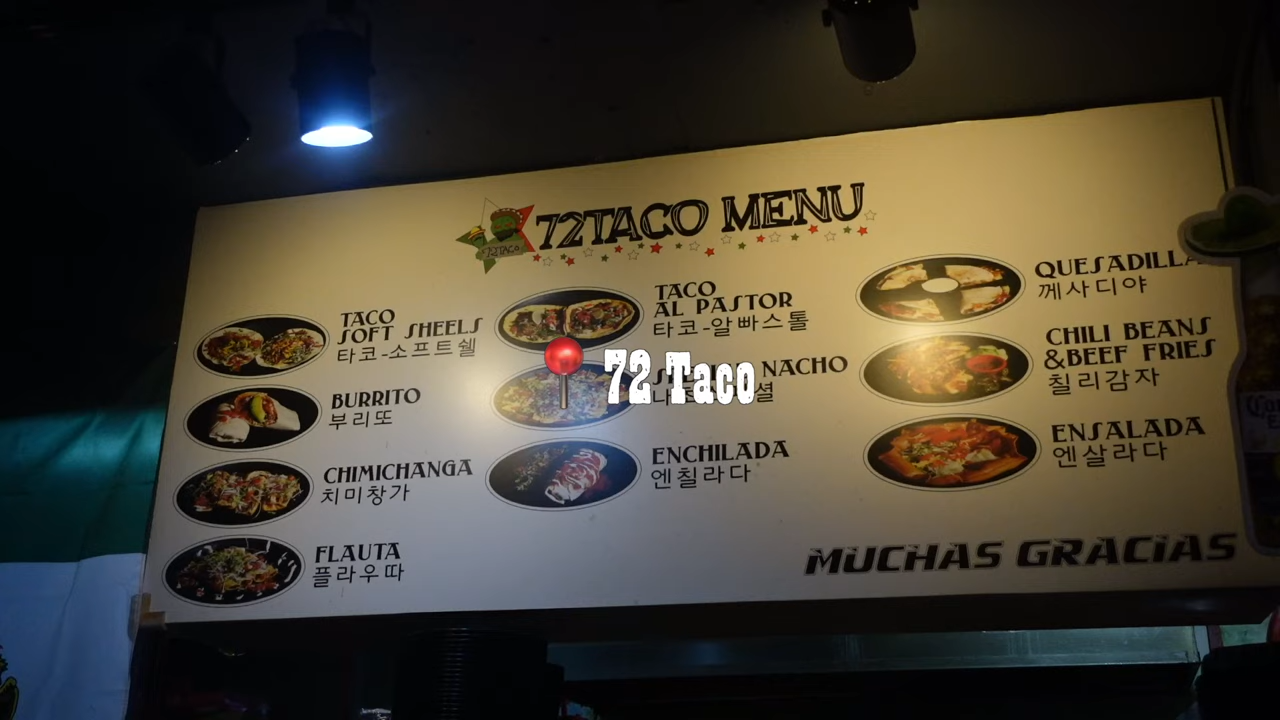 72TACO MENU
72TACO
TACO
SOFT SHEELS
타코-소프트쉘
BURRITO
부리또
CHIMICHANGA
치미창가
FLAUTA
플라우따
TACO
AL PASTOR
타코-알빠스톨
NACHO
72 Taco
ENCHILADA
엔칠라다
QUESADILLA
께사디야
CHILI BEANS
&BEEF FRIES
칠리감자
ENSALADA
엔살라다
MUCHAS GRACIAS